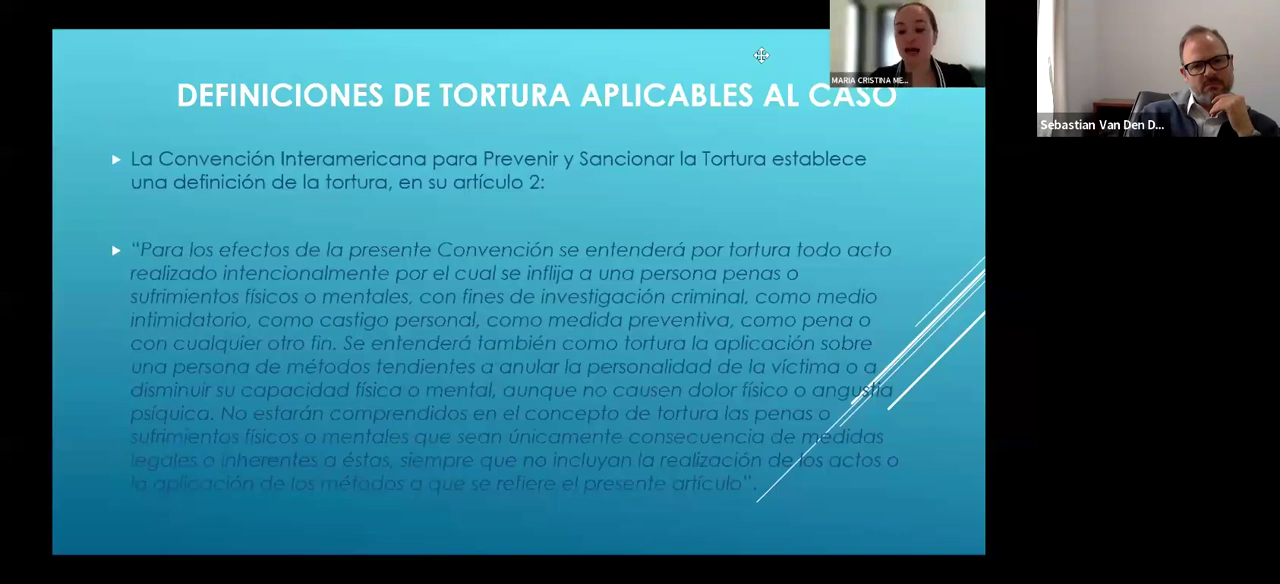 MARIA CRISTINA ME...
Sebastian Van Den D...
DEFINICIONES DE TORTURA APLICABLES AL CASO
La Convención Interamericana para Prevenir y Sancionar la Tortura establece
una definición de la tortura, en su artículo 2:
“Para los efectos de la presente Convención se entenderá por tortura todo acto
realizado intencionalmente por el cual se inflija a una persona penas o
sufrimientos físicos o mentales, con fines de investigación criminal, como medio
intimidatorio, como castigo personal, como medida preventiva, como pena o
con cualquier otro fin. Se entenderá también como tortura la aplicación sobre
una persona de métodos tendientes a anular la personalidad de la víctima o a
disminuir su capacidad física o mental, aunque no causen dolor físico o angustia
psíquica. No estarán comprendidos en el concepto de tortura las penas o
sufrimientos físicos o mentales que sean únicamente consecuencia de medidas
legales o inherentes a éstas, siempre que no incluyan la realización de los actos o
la aplicación de los métodos a que se refiere el presente artículo”.